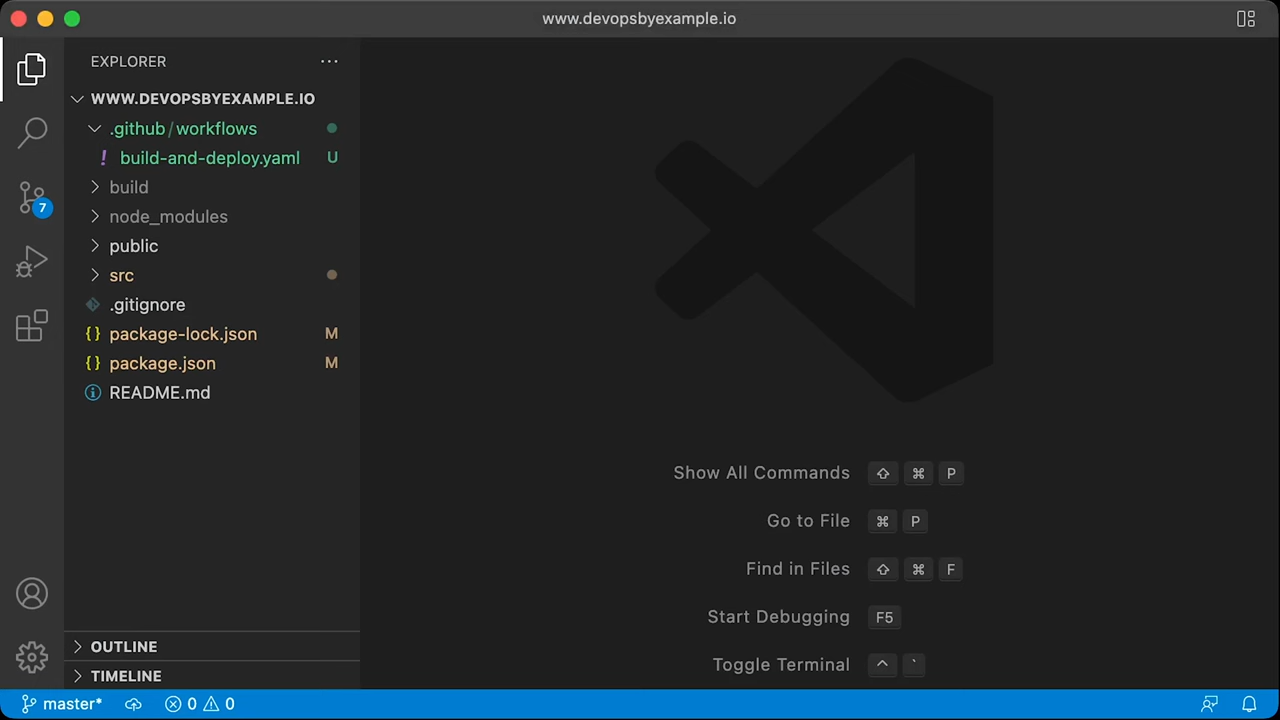 www.devopsbyexample.io
EXPLORER
WWW.DEVOPSBYEXAMPLE.IO
.github/workflows
! build-and-deploy.yaml U
build
node_modules
public
src
.gitignore
{} package-lock.json M
{} package.json M
README.md
7
OUTLINE
TIMELINE
Show All Commands ⇧ ⌘ P
Go to File ⌘ P
Find in Files ⇧ ⌘ F
Start Debugging F5
Toggle Terminal ^ `
master* 0 0